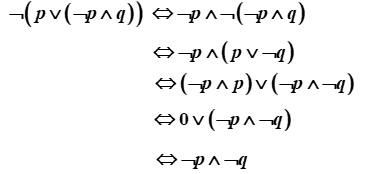 ¬(p∨(¬p∧q)) ⇔ ¬p∧¬(¬p∧q)
⇔ ¬p∧(p∨¬q)
⇔ (¬p∧p)∨(¬p∧¬q)
⇔ 0∨(¬p∧¬q)
⇔ ¬p∧¬q